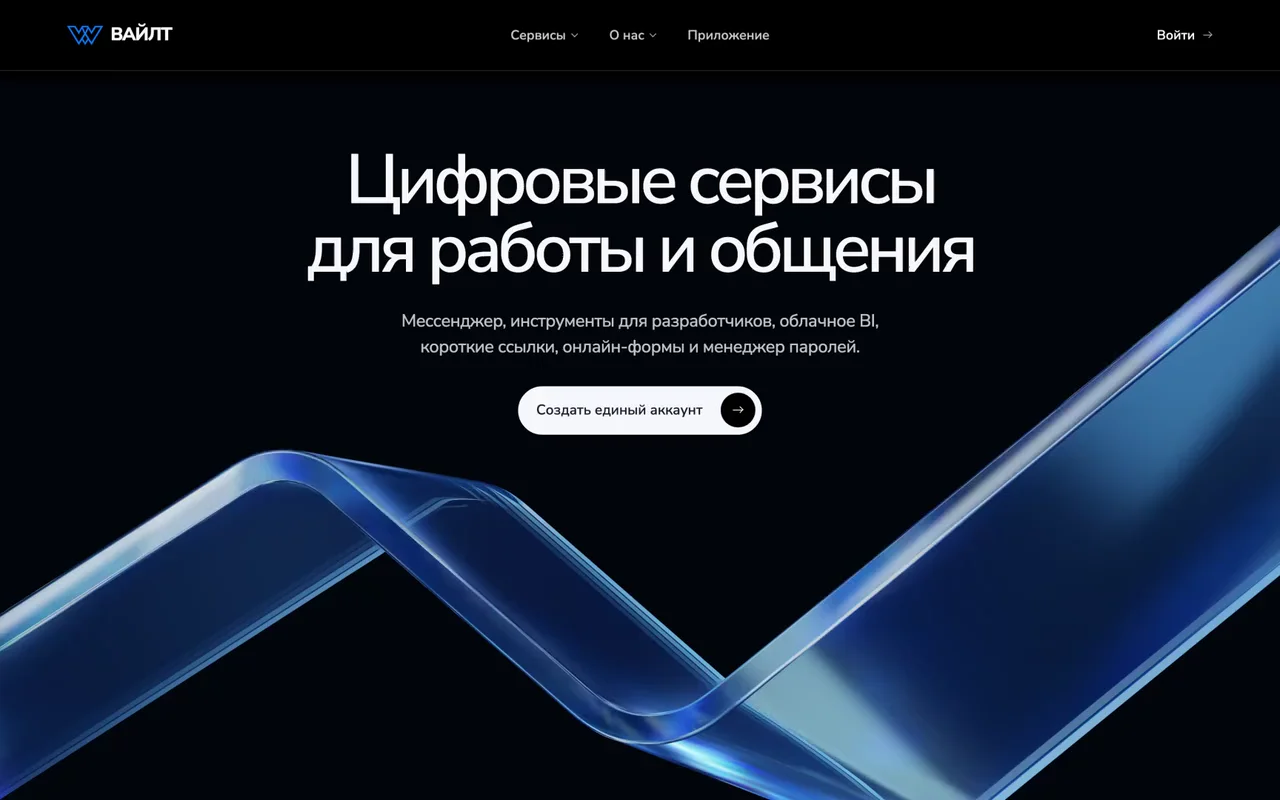 ВАЙЛТ
Сервисы
О нас
Приложение
Войти
Цифровые сервисы
для работы и общения
Мессенджер, инструменты для разработчиков, облачное BI,
короткие ссылки, онлайн-формы и менеджер паролей.
Создать единый аккаунт